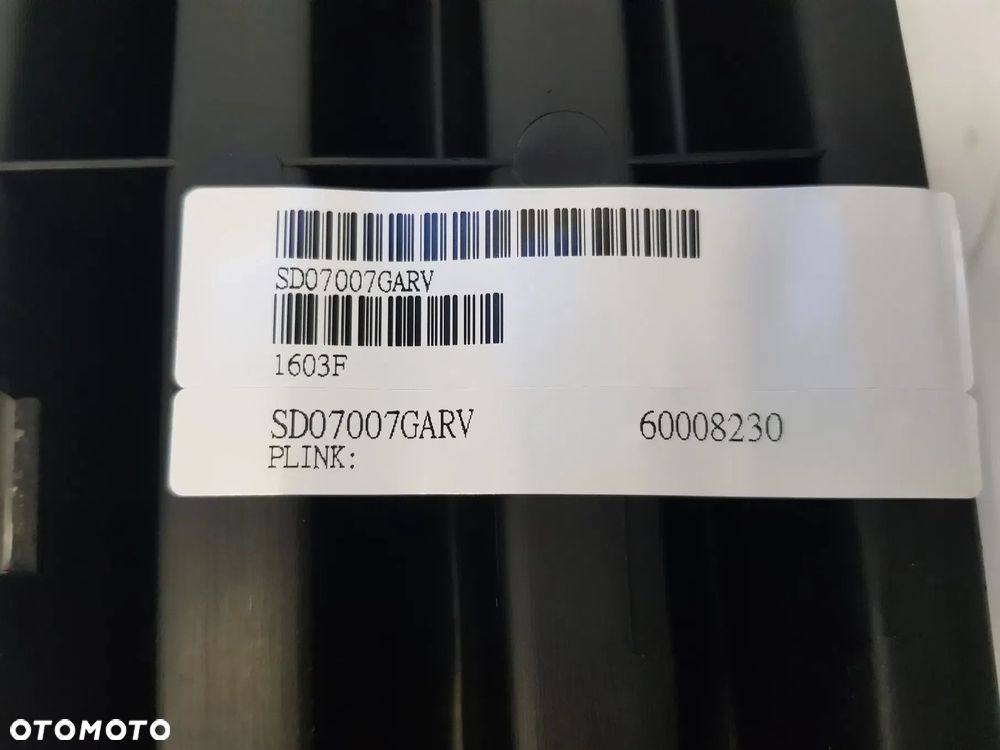 SD07007GARV
1603F
SD07007GARV 60008230
PLINK:
OTOMOTO